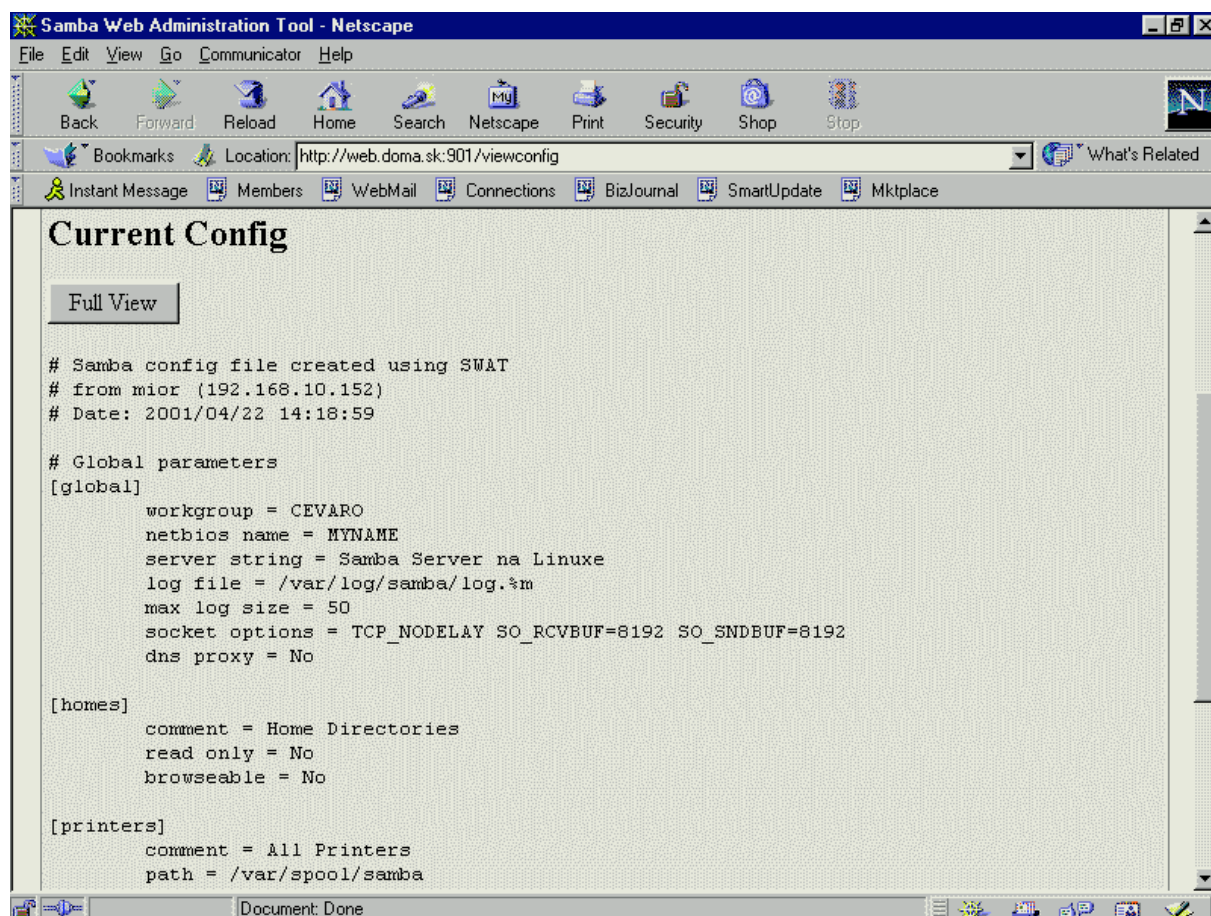 Samba Web Administration Tool - Netscape
File Edit View Go Communicator Help
My
Back Forward Reload Home Search Netscape Print Security Shop Stop
N
Bookmarks Location: http://web.doma.sk:901/viewconfig What's Related
Instant Message Members WebMail Connections BizJournal SmartUpdate Mktplace
Current Config
Full View
# Samba config file created using SWAT
# from mior (192.168.10.152)
# Date: 2001/04/22 14:18:59
# Global parameters
[global]
workgroup = CEVARO
netbios name = MYNAME
server string = Samba Server na Linuxe
log file = /var/log/samba/log.%m
max log size = 50
socket options = TCP_NODELAY SO_RCVBUF=8192 SO_SNDBUF=8192
dns proxy = No
[homes]
comment = Home Directories
read only = No
browseable = No
[printers]
comment = All Printers
path = /var/spool/samba
Document: Done